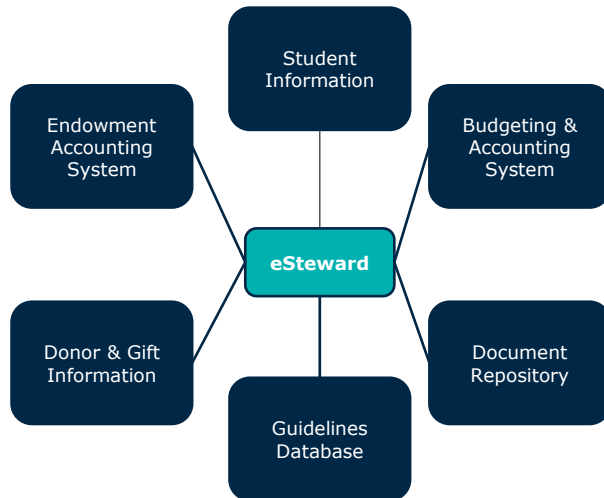 Student
Information
Endowment
Accounting
System
Budgeting &
Accounting
System
eSteward
Donor & Gift
Information
Document
Repository
Guidelines
Database